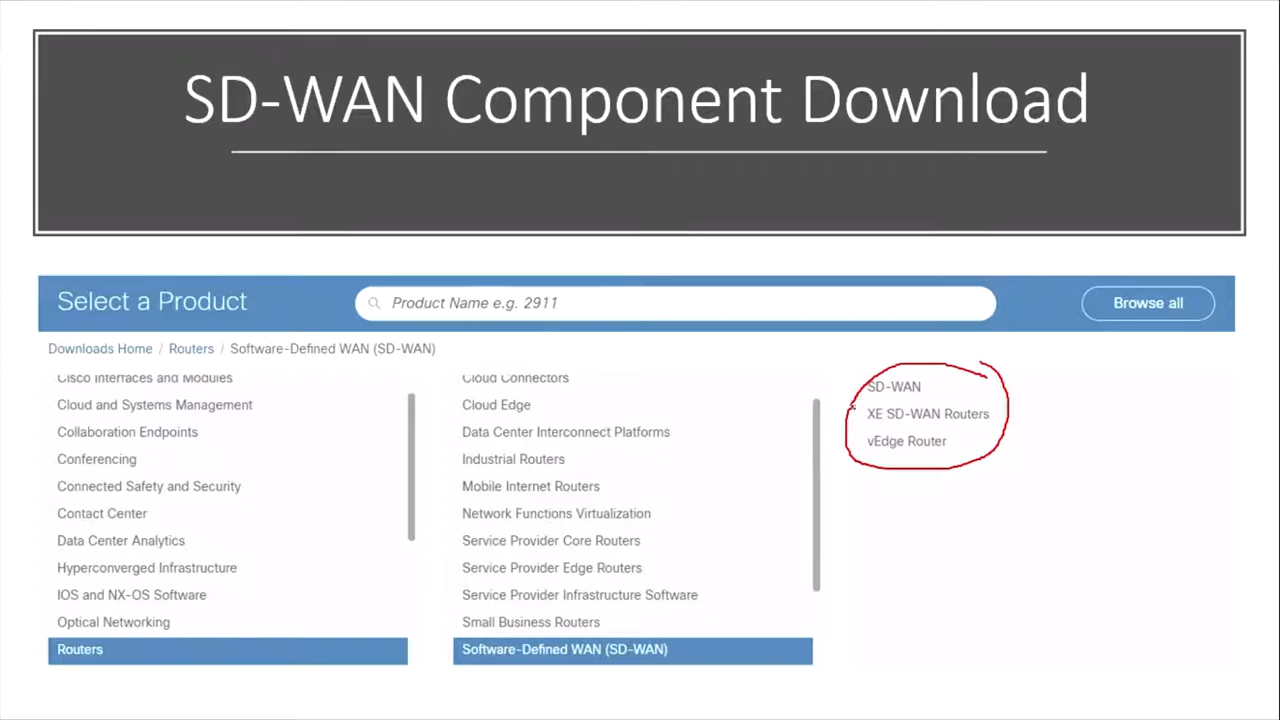 SD-WAN Component Download
Select a Product
Product Name e.g. 2911
Browse all
Downloads Home / Routers / Software-Defined WAN (SD-WAN)
Cisco Interfaces and Modules
Cloud and Systems Management
Collaboration Endpoints
Conferencing
Connected Safety and Security
Contact Center
Data Center Analytics
Hyperconverged Infrastructure
IOS and NX-OS Software
Optical Networking
Routers
Cloud Connectors
Cloud Edge
Data Center Interconnect Platforms
Industrial Routers
Mobile Internet Routers
Network Functions Virtualization
Service Provider Core Routers
Service Provider Edge Routers
Service Provider Infrastructure Software
Small Business Routers
Software-Defined WAN (SD-WAN)
SD-WAN
XE SD-WAN Routers
vEdge Router